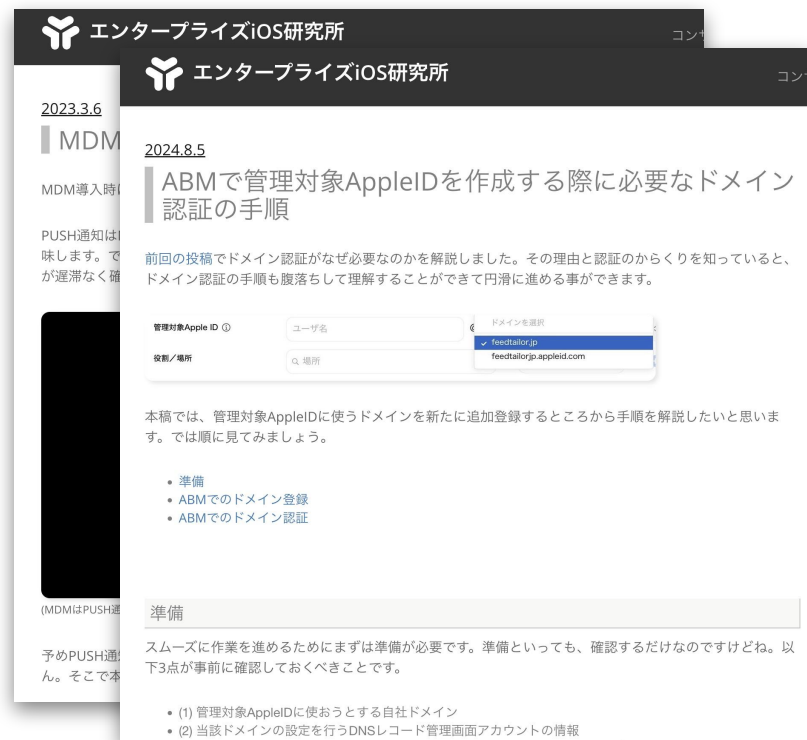 エンタープライズiOS研究所
コンサ
2023.3.6
MDM
MDM導入時に
PUSH通知は
味します。で
が遅滞なく確
(MDMはPUSH通
予めPUSH通
ん。そこで本
エンタープライズiOS研究所
コン
2024.8.5
ABMで管理対象AppleIDを作成する際に必要なドメイン
認証の手順
前回の投稿でドメイン認証がなぜ必要なのかを解説しました。その理由と認証のからくりを知っていると、
ドメイン認証の手順も腹落ちして理解することができて円滑に進める事ができます。
管理対象Apple ID ⓘ ユーザ名 ドメインを選択
✓ feedtailor.jp
役割／場所 場所 feedtailorjp.appleid.com
本稿では、管理対象AppleIDに使うドメインを新たに追加登録するところから手順を解説したいと思いま
す。では順に見てみましょう。
• 準備
• ABMでのドメイン登録
• ABMでのドメイン認証
準備
スムーズに作業を進めるためにまずは準備が必要です。準備といっても、確認するだけなのですけどね。以
下3点が事前に確認しておくべきことです。
• (1) 管理対象AppleIDに使おうとする自社ドメイン
• (2) 当該ドメインの設定を行うDNSレコード管理画面アカウントの情報